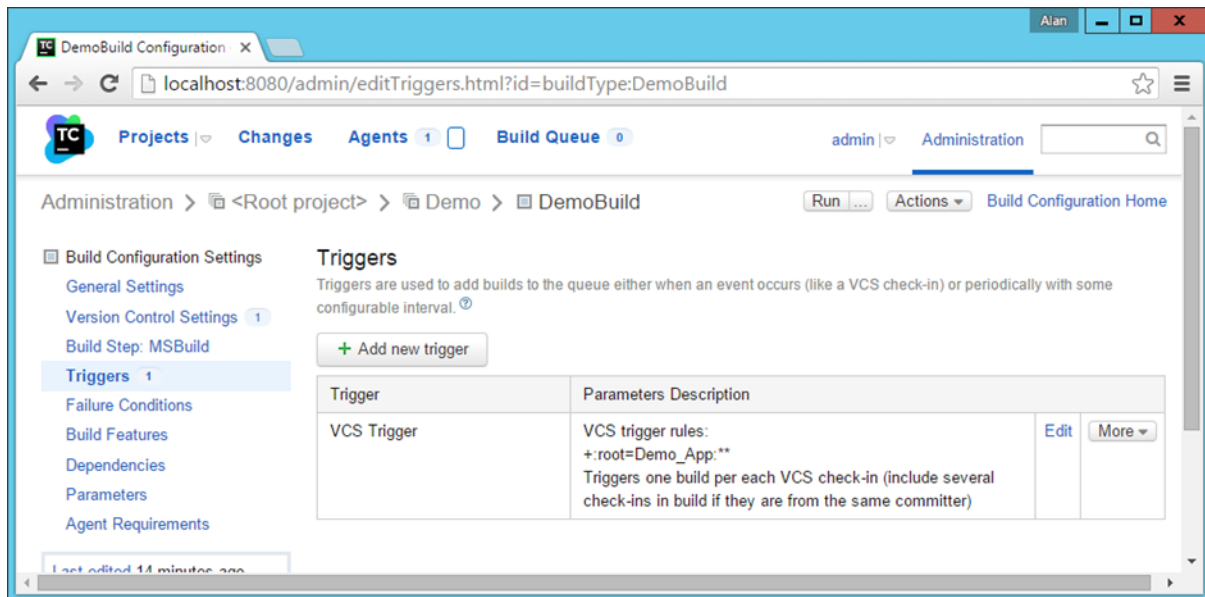 Alan
DemoBuild Configuration
localhost:8080/admin/editTriggers.html?id=buildType:DemoBuild
TC Projects Changes Agents 1 Build Queue 0 admin Administration
Administration > <Root project> > Demo > DemoBuild Run ... Actions Build Configuration Home
Build Configuration Settings
General Settings
Version Control Settings 1
Build Step: MSBuild
Triggers 1
Failure Conditions
Build Features
Dependencies
Parameters
Agent Requirements
Last edited 14 minutes ago
Triggers
Triggers are used to add builds to the queue either when an event occurs (like a VCS check-in) or periodically with some
configurable interval. ?
+ Add new trigger
Trigger Parameters Description
VCS Trigger VCS trigger rules: Edit More
+:root=Demo_App:**
Triggers one build per each VCS check-in (include several
check-ins in build if they are from the same committer)